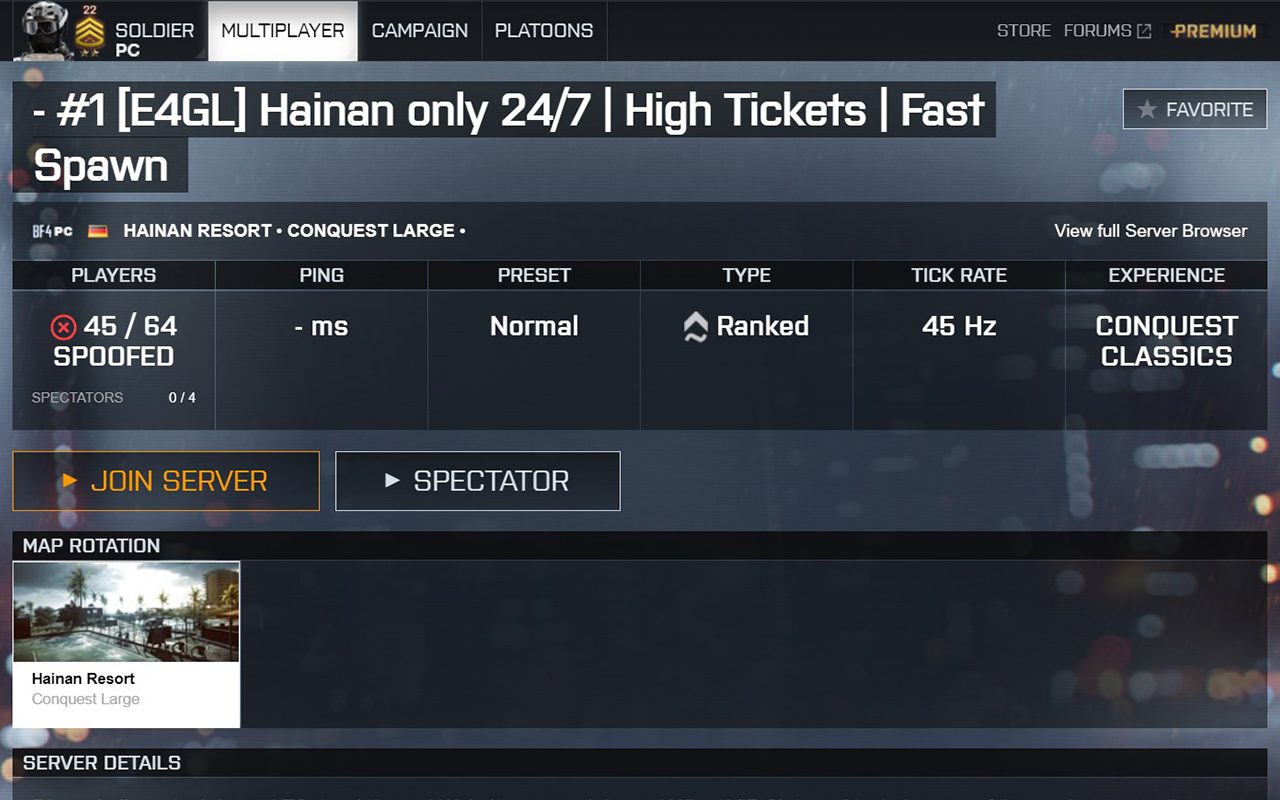 22
SOLDIER
PC
MULTIPLAYER
CAMPAIGN
PLATOONS
STORE
FORUMS
PREMIUM
- #1 [E4GL] Hainan only 24/7 | High Tickets | Fast
Spawn
FAVORITE
BF4 PC
HAINAN RESORT • CONQUEST LARGE •
View full Server Browser
PLAYERS
PING
PRESET
TYPE
TICK RATE
EXPERIENCE
45 / 64
SPOOFED
SPECTATORS 0 / 4
- ms
Normal
Ranked
45 Hz
CONQUEST
CLASSICS
JOIN SERVER
SPECTATOR
MAP ROTATION
Hainan Resort
Conquest Large
SERVER DETAILS